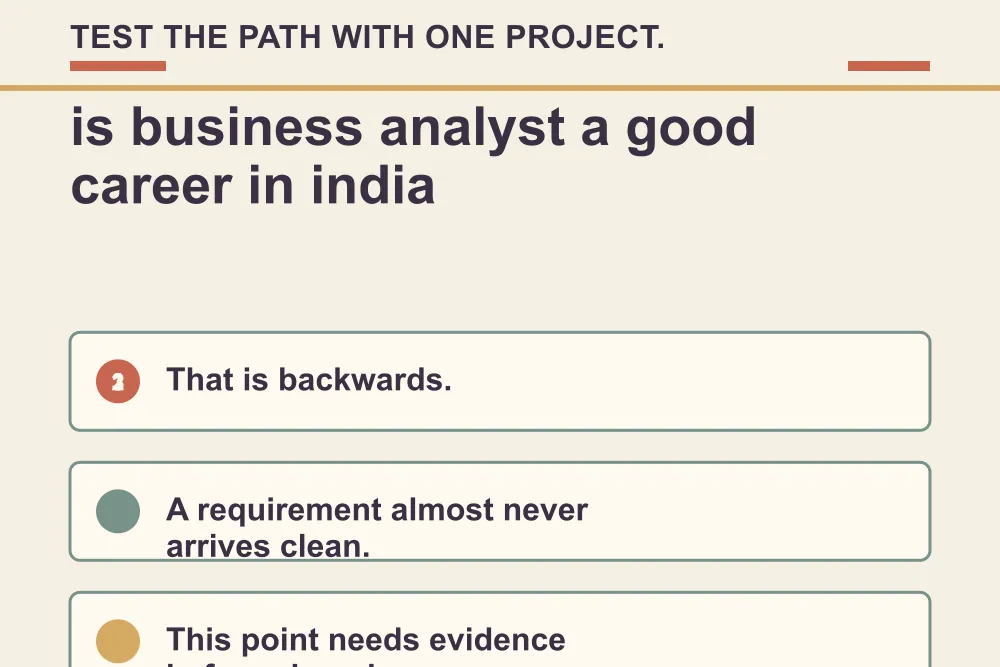 TEST THE PATH WITH ONE PROJECT.
is business analyst a good
career in india
That is backwards.
A requirement almost never
arrives clean.
This point needs evidence